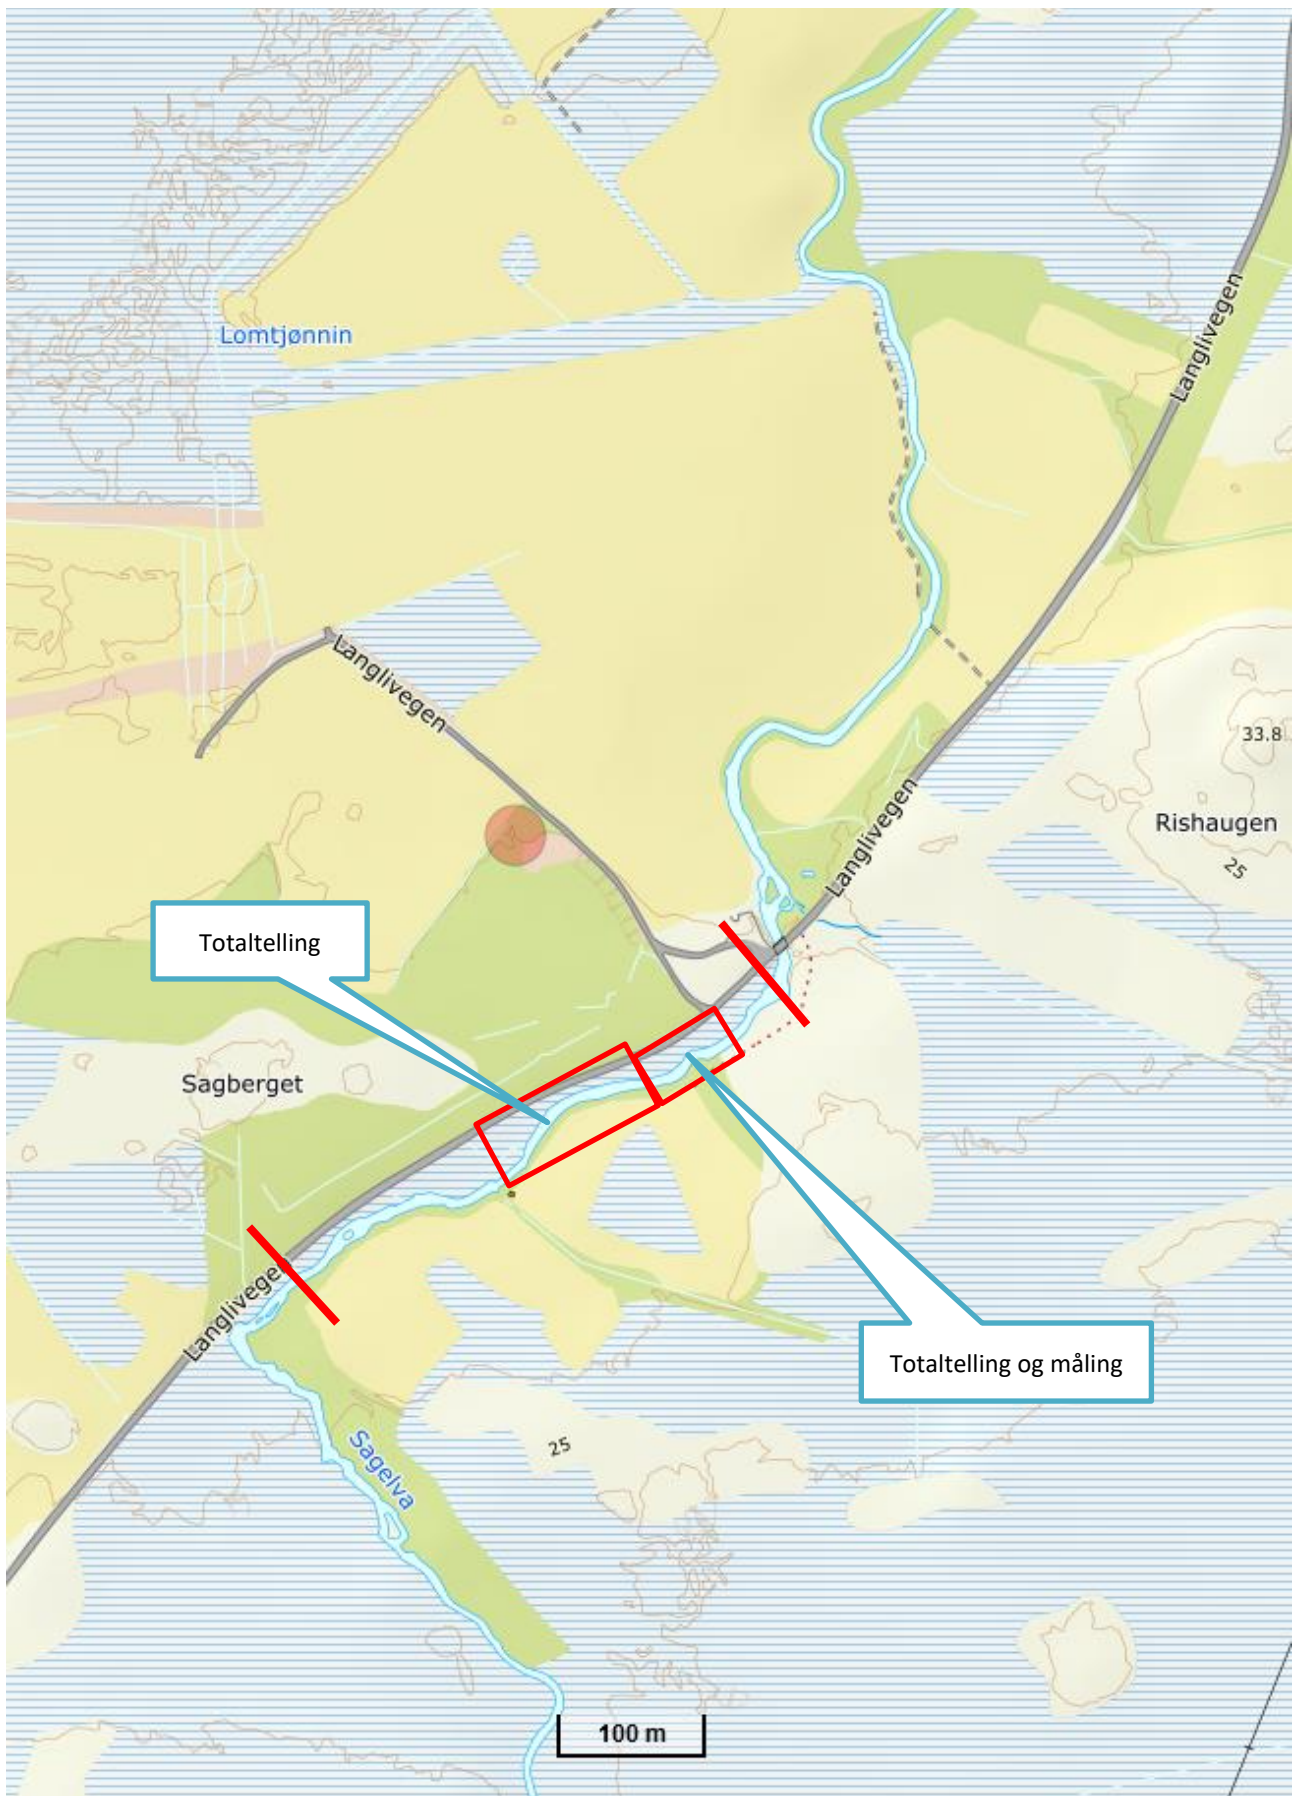 Lomtjønnin
Langlivegen
Langlivegen
33.8
Langlivegen
Rishaugen
25
Totaltelling
Sagberget
Langlivegen
Totaltelling og måling
25
Sagelva
100 m